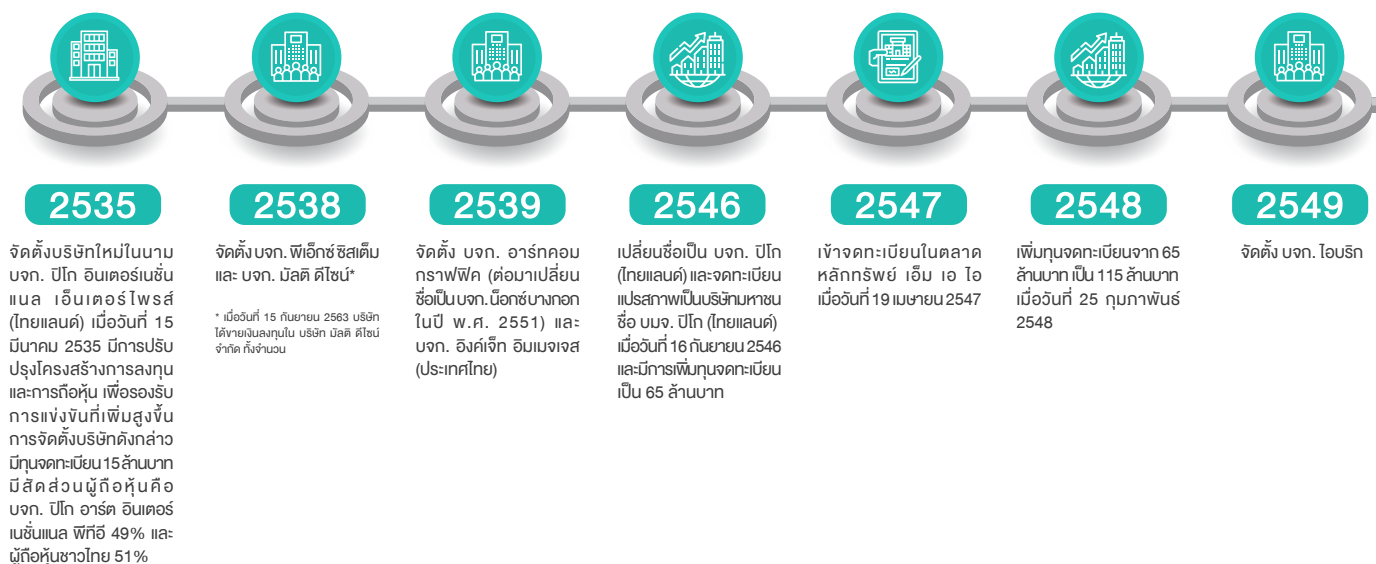 2535
จัดตั้งบริษัทใหม่ในนาม
บจก. ปิโก อินเตอร์เนชั่น
แนล เอ็นเตอร์ไพรส์
(ไทยแลนด์) เมื่อวันที่ 15
มีนาคม 2535 มีการปรับ
ปรุงโครงสร้างการลงทุน
และการถือหุ้น เพื่อรองรับ
การแข่งขันที่เพิ่มสูงขึ้น
การจัดตั้งบริษัทดังกล่าว
มีทุนจดทะเบียน 15 ล้านบาท
มีสัดส่วนผู้ถือหุ้นคือ
บจก. ปิโก อาร์ต อินเตอร์
เนชั่นแนล พีทีอี 49% และ
ผู้ถือหุ้นชาวไทย 51%
2538
จัดตั้ง บจก. พีเอ็กซ์ ซิสเต็ม
และ บจก. มัลติ ดีไซน์*
* เมื่อวันที่ 15 กันยายน 2563 บริษัท
ได้ขายเงินลงทุนใน บริษัท มัลติ ดีไซน์
จำกัด ทั้งจำนวน
2539
จัดตั้ง บจก. อาร์ทคอม
กราฟฟิค (ต่อมาเปลี่ยน
ชื่อเป็น บจก. น็อกซ์ บางกอก
ในปี พ.ศ. 2551) และ
บจก. อิงค์เจ็ท อิมเมจเจส
(ประเทศไทย)
2546
เปลี่ยนชื่อเป็น บจก. ปิโก
(ไทยแลนด์) และจดทะเบียน
แปรสภาพเป็นบริษัทมหาชน
ชื่อ บมจ. ปิโก (ไทยแลนด์)
เมื่อวันที่ 16 กันยายน 2546
และมีการเพิ่มทุนจดทะเบียน
เป็น 65 ล้านบาท
2547
เข้าจดทะเบียนในตลาด
หลักทรัพย์ เอ็ม เอ ไอ
เมื่อวันที่ 19 เมษายน 2547
2548
เพิ่มทุนจดทะเบียนจาก 65
ล้านบาท เป็น 115 ล้านบาท
เมื่อวันที่ 25 กุมภาพันธ์
2548
2549
จัดตั้ง บจก. ไอบริก